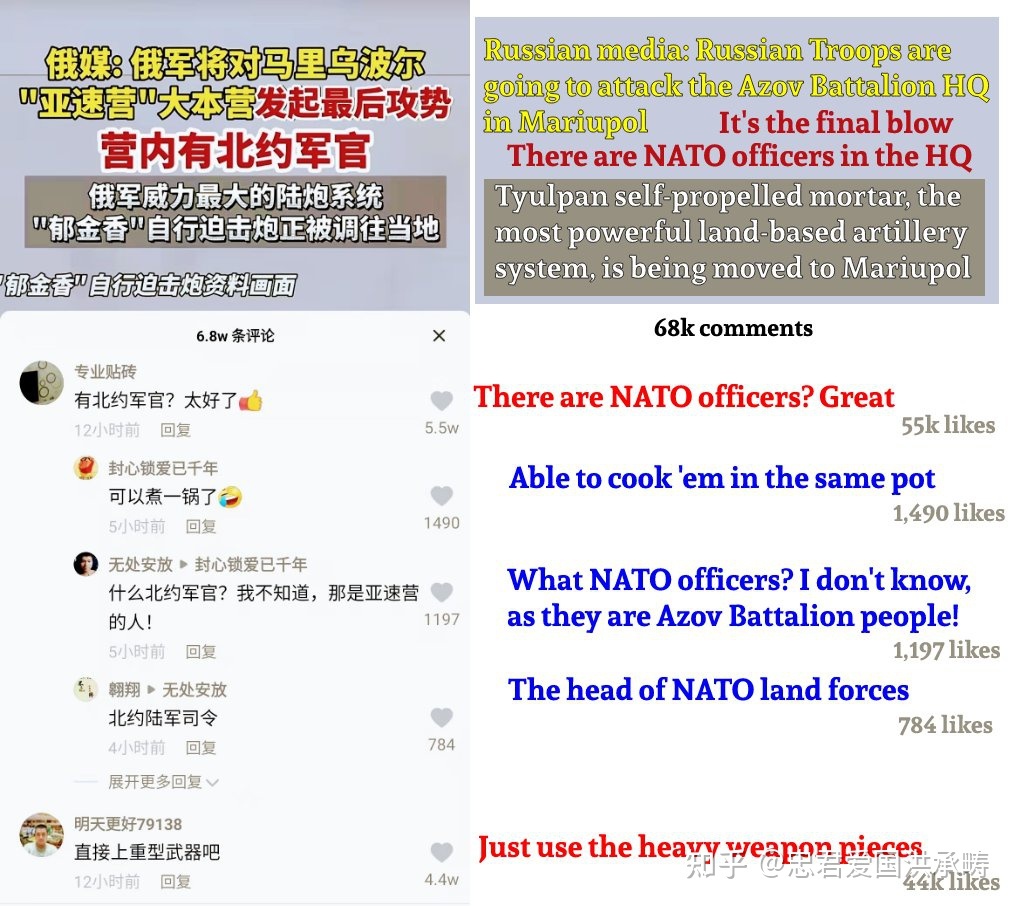 俄媒: 俄军将对马里乌波尔
"亚速营"大本营发起最后攻势
营内有北约军官
俄军威力最大的陆炮系统
"郁金香"自行迫击炮正被调往当地
"郁金香"自行迫击炮资料画面
6.8w 条评论
专业贴砖
有北约军官？太好了👍
12小时前 回复
5.5w
封心锁爱已千年
可以煮一锅了🤣
5小时前 回复
1490
无处安放 ▶ 封心锁爱已千年
什么北约军官？我不知道，那是亚速营
的人！
1197
5小时前 回复
翱翔 ▶ 无处安放
北约陆军司令
4小时前 回复
784
展开更多回复
明天更好79138
直接上重型武器吧
12小时前 回复
4.4w
Russian media: Russian Troops are
going to attack the Azov Battalion HQ
in Mariupol It's the final blow
There are NATO officers in the HQ
Tyulpan self-propelled mortar, the
most powerful land-based artillery
system, is being moved to Mariupol
68k comments
There are NATO officers? Great
55k likes
Able to cook 'em in the same pot
1,490 likes
What NATO officers? I don't know,
as they are Azov Battalion people!
1,197 likes
The head of NATO land forces
784 likes
Just use the heavy weapon pieces
知乎 @忠君爱国洪承畴
44k likes